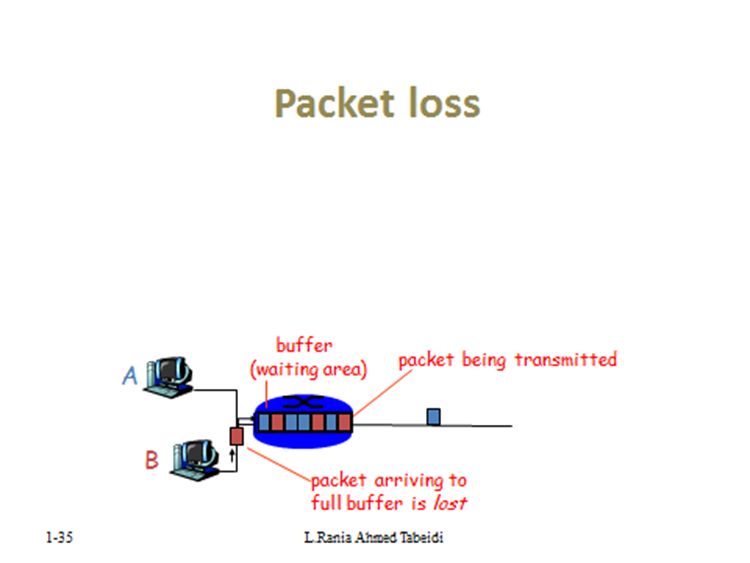 Packet loss
buffer
(waiting area)
packet being transmitted
A
B
packet arriving to
full buffer is lost
1-35
L.Rania Ahmed Tabeidi